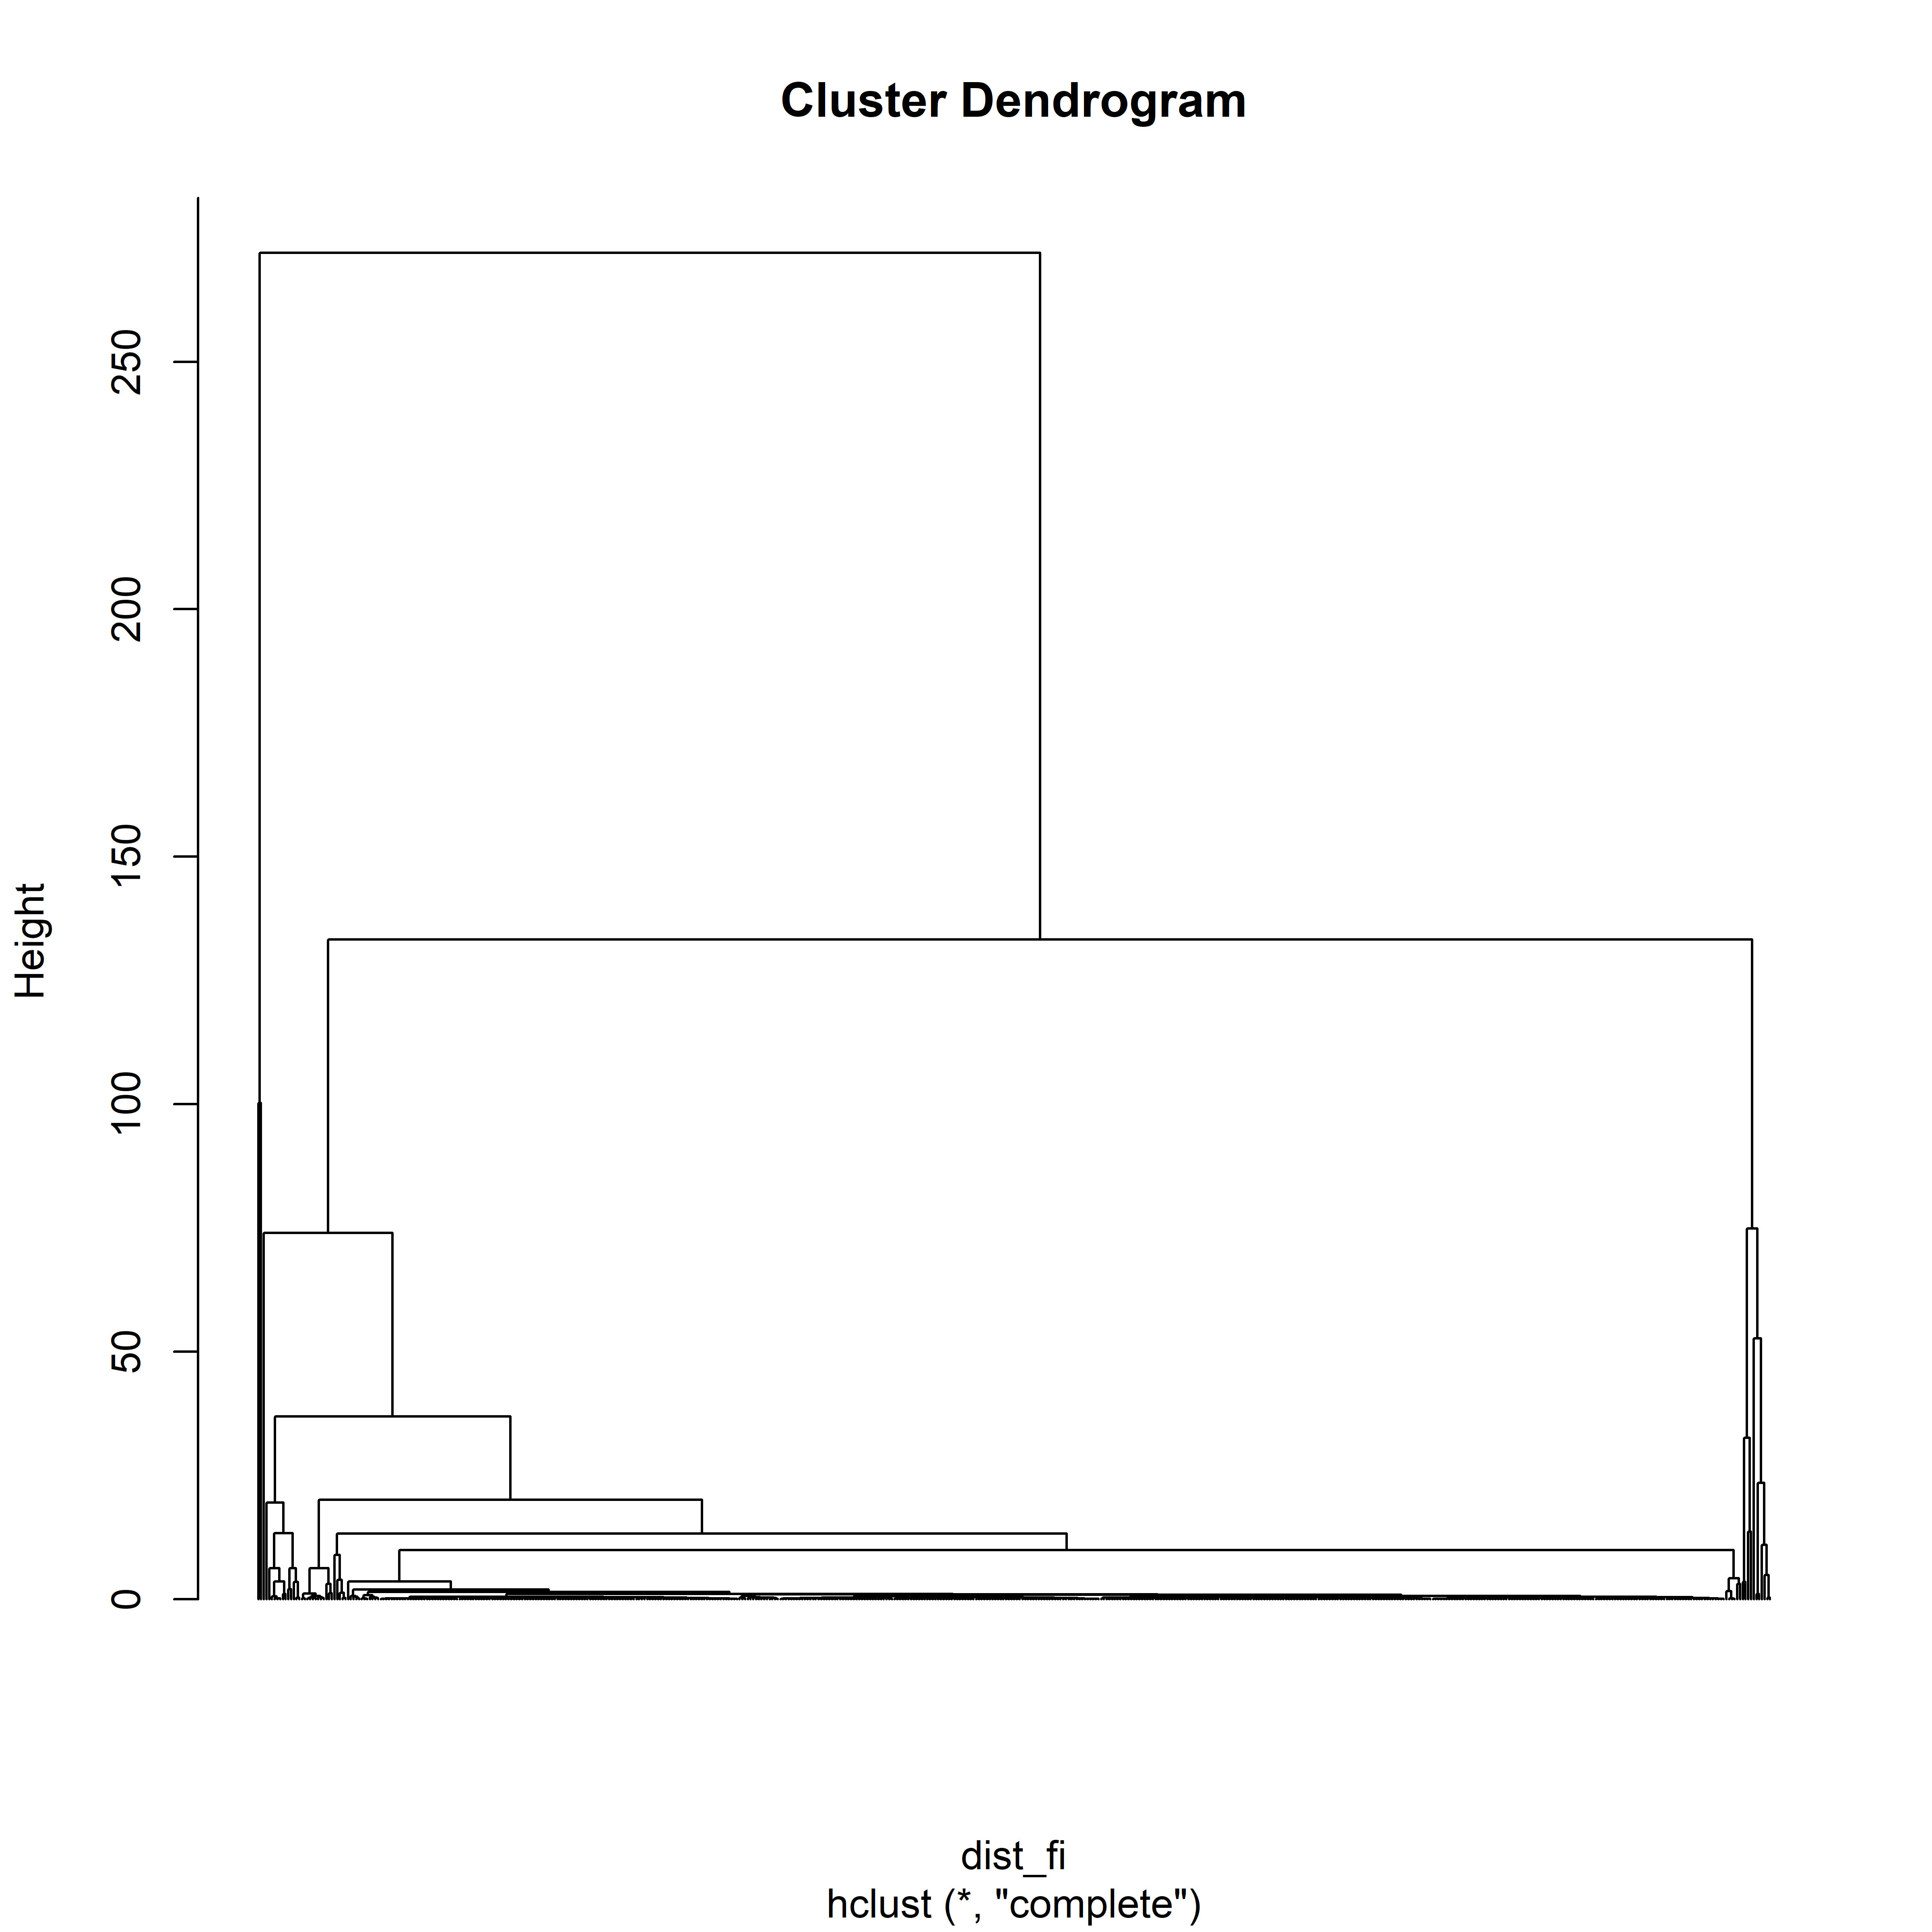 Cluster Dendrogram
Height
250
200
150
100
50
0
dist_fi
hclust (*, "complete")